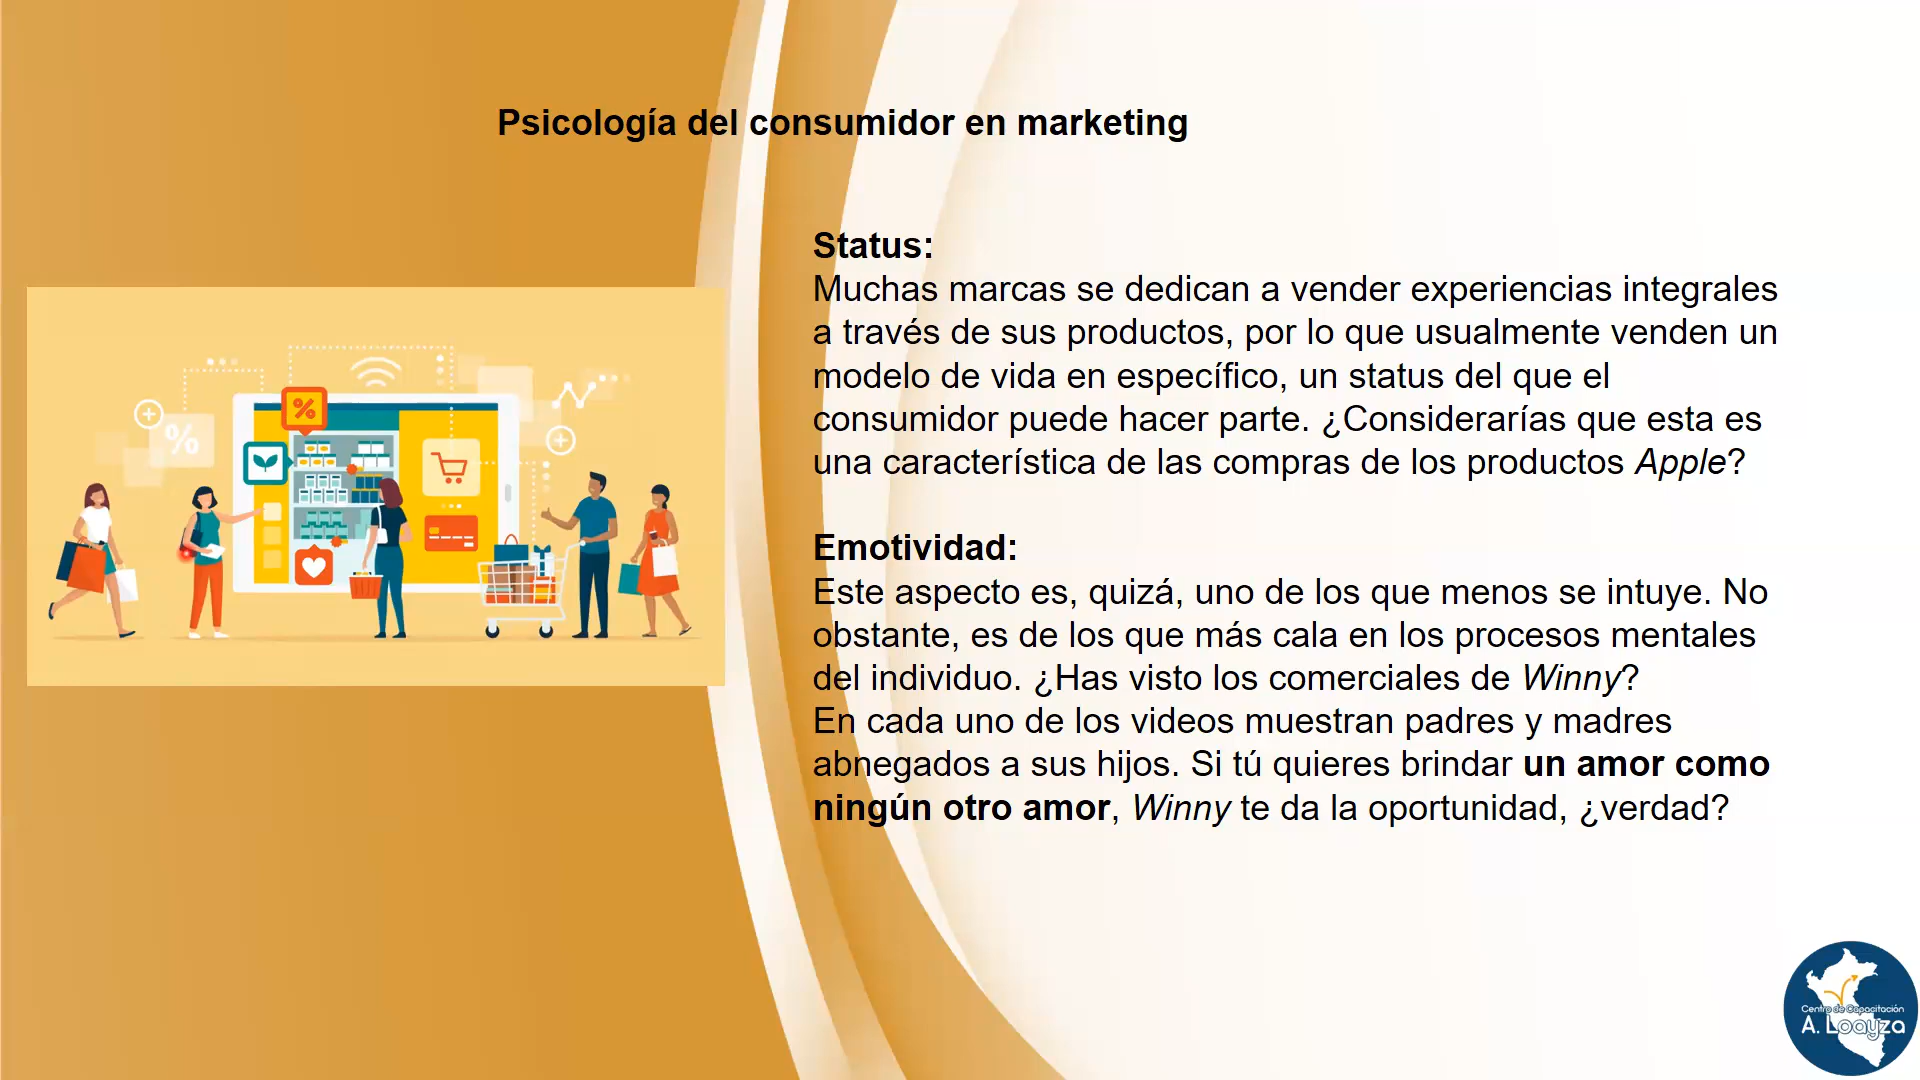 Psicología del consumidor en marketing
Status:
Muchas marcas se dedican a vender experiencias integrales
a través de sus productos, por lo que usualmente venden un
modelo de vida en específico, un status del que el
consumidor puede hacer parte. ¿Considerarías que esta es
una característica de las compras de los productos Apple?
Emotividad:
Este aspecto es, quizá, uno de los que menos se intuye. No
obstante, es de los que más cala en los procesos mentales
del individuo. ¿Has visto los comerciales de Winny?
En cada uno de los videos muestran padres y madres
abnegados a sus hijos. Si tú quieres brindar un amor como
ningún otro amor, Winny te da la oportunidad, ¿verdad?
%
%
Centro de Capacitación
A. Loayza